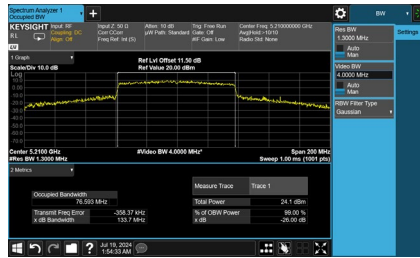 Spectrum Analyzer 1
Occupied BW
+
BW
KEYSIGHT Input: RF Input Z: 50 Ω Atten: 10 dB Trig: Free Run Center Freq: 5.210000000 GHz
RL Coupling: DC Corr CCorr µW Path: Standard Gate: Off Avg|Hold:>10/10
Align: Off Freq Ref: Int (S) #IF Gain: Low Radio Std: None
Res BW
1.3000 MHz
Settings
Auto
Man
Video BW
4.0000 MHz
Auto
Man
RBW Filter Type
Gaussian
1 Graph
Ref Lvl Offset 11.50 dB
Scale/Div 10.0 dB
Ref Value 20.00 dBm
Log
Center 5.2100 GHz #Video BW 4.0000 MHz* Span 200 MHz
#Res BW 1.3000 MHz Sweep 1.00 ms (1001 pts)
2 Metrics
Measure Trace Trace 1
Occupied Bandwidth
76.593 MHz
Total Power 24.1 dBm
Transmit Freq Error -358.37 kHz % of OBW Power 99.00 %
x dB Bandwidth 133.7 MHz x dB -26.00 dB
?
Jul 19, 2024
1:54:33 AM